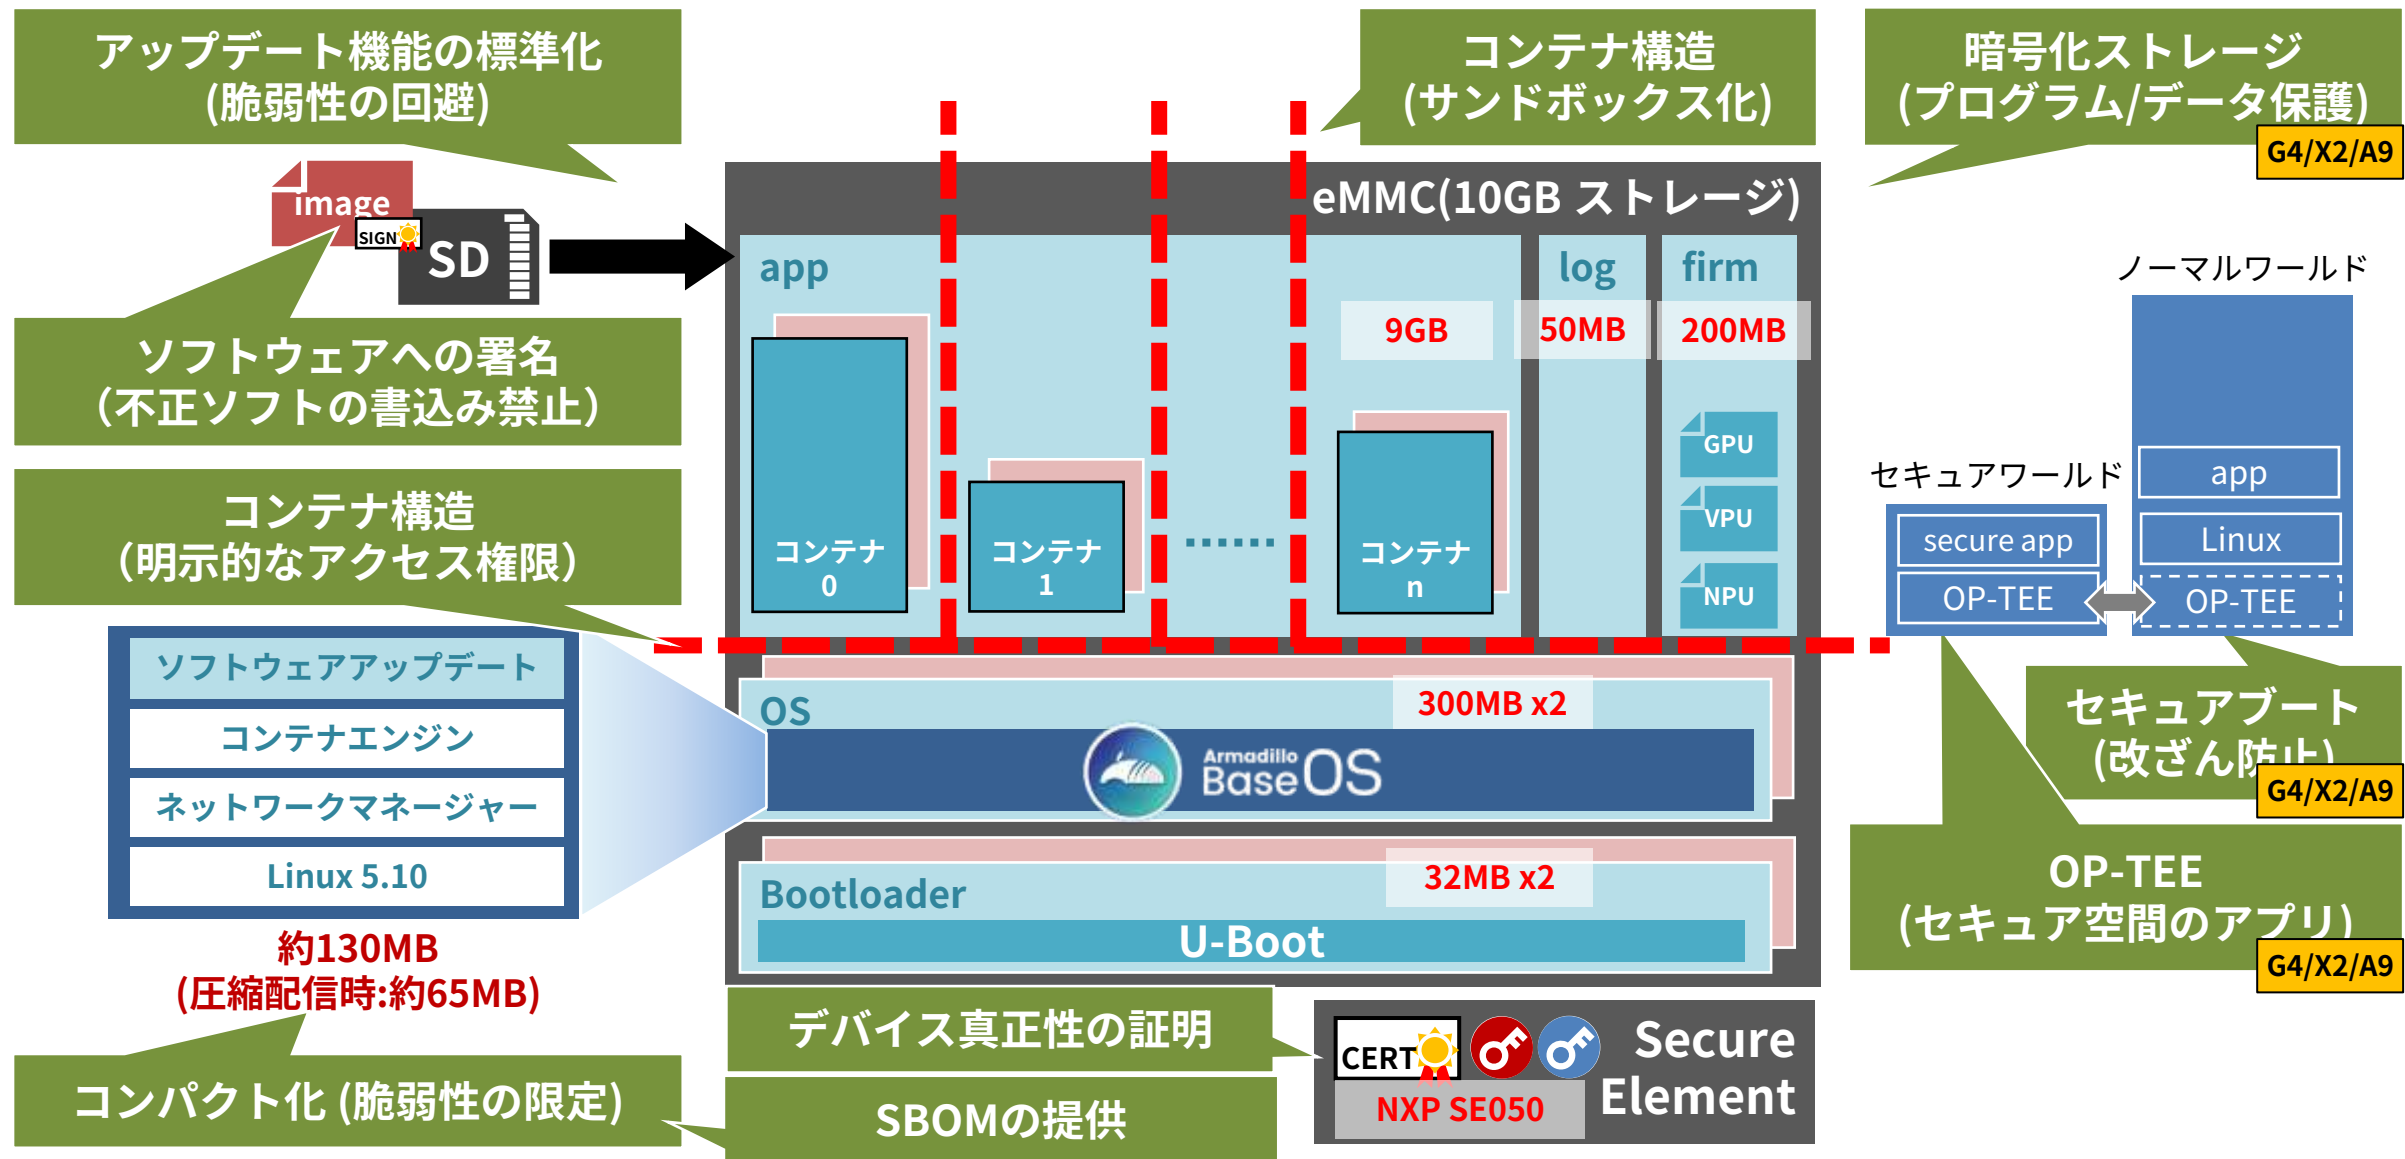 アップデート機能の標準化
(脆弱性の回避)
コンテナ構造
(サンドボックス化)
暗号化ストレージ
(プログラム/データ保護)
G4/X2/A9
image
SIGN
SD
eMMC(10GB ストレージ)
app
log
firm
9GB
50MB
200MB
GPU
VPU
NPU
コンテナ
0
コンテナ
1
......
コンテナ
n
ソフトウェアへの署名
（不正ソフトの書込み禁止）
コンテナ構造
（明示的なアクセス権限）
ソフトウェアアップデート
コンテナエンジン
ネットワークマネージャー
Linux 5.10
約130MB
(圧縮配信時:約65MB)
コンパクト化 (脆弱性の限定)
OS
300MB x2
Armadillo
Base OS
Bootloader
32MB x2
U-Boot
デバイス真正性の証明
SBOMの提供
CERT
NXP SE050
Secure
Element
ノーマルワールド
app
Linux
OP-TEE
セキュアワールド
secure app
OP-TEE
セキュアブート
(改ざん防止)
G4/X2/A9
OP-TEE
(セキュア空間のアプリ)
G4/X2/A9